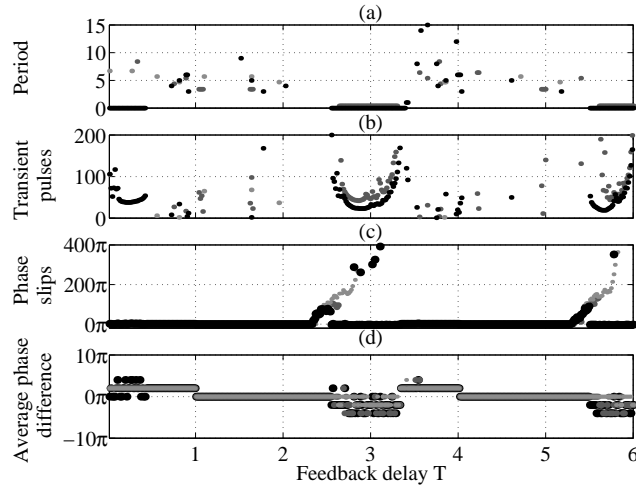 (a)
Period
15
10
5
0
(b)
Transient
pulses
200
100
0
(c)
Phase
slips
400π
200π
0π
(d)
Average phase
difference
10π
0π
−10π
1
2
3
4
5
6
Feedback delay T